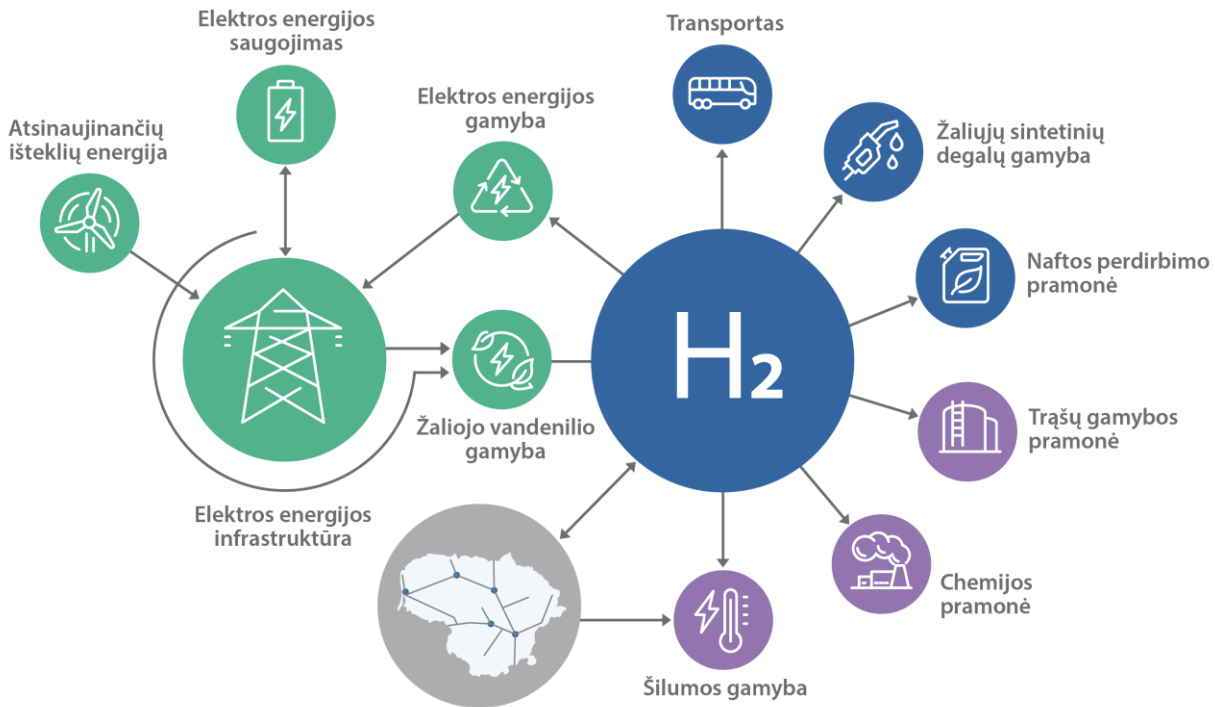 Elektros energijos
saugojimas
Transportas
Elektros energijos
gamyba
Atsinaujinančių
išteklių energija
Žaliųjų sintetinių
degalų gamyba
Naftos perdirbimo
pramonė
H2
Trąšų gamybos
pramonė
Žaliojo vandenilio
gamyba
Elektros energijos
infrastruktūra
Chemijos
pramonė
Šilumos gamyba